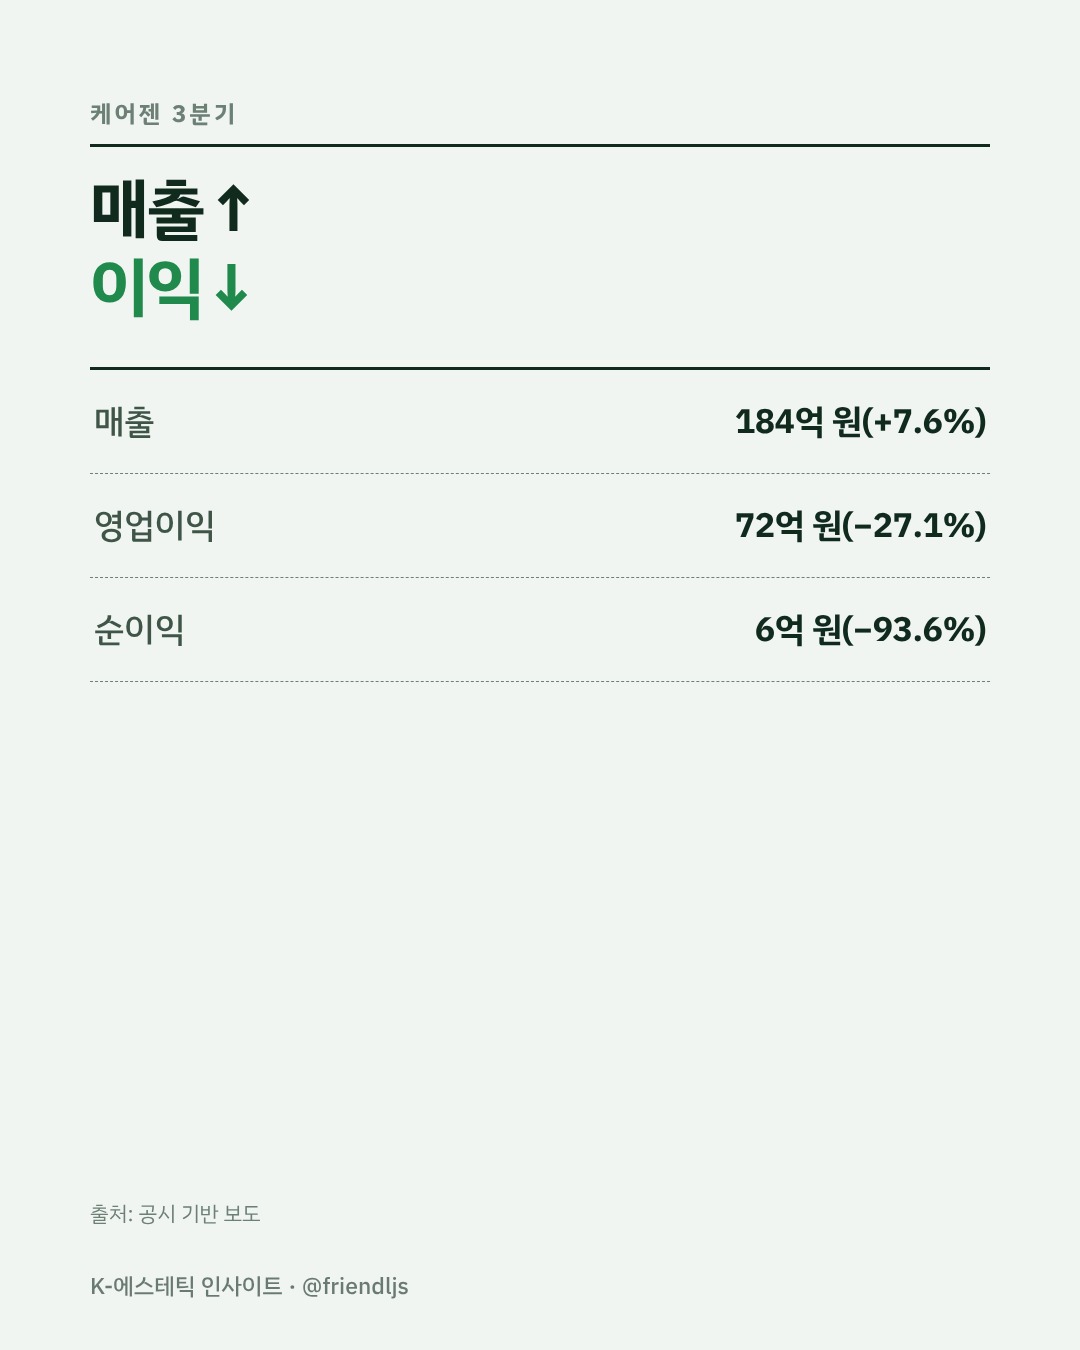 케어젠 3분기
매출↑
이익↓
매출 184억 원(+7.6%)
영업이익 72억 원(−27.1%)
순이익 6억 원(−93.6%)
출처: 공시 기반 보도
K-에스테틱 인사이트 · @friendljs